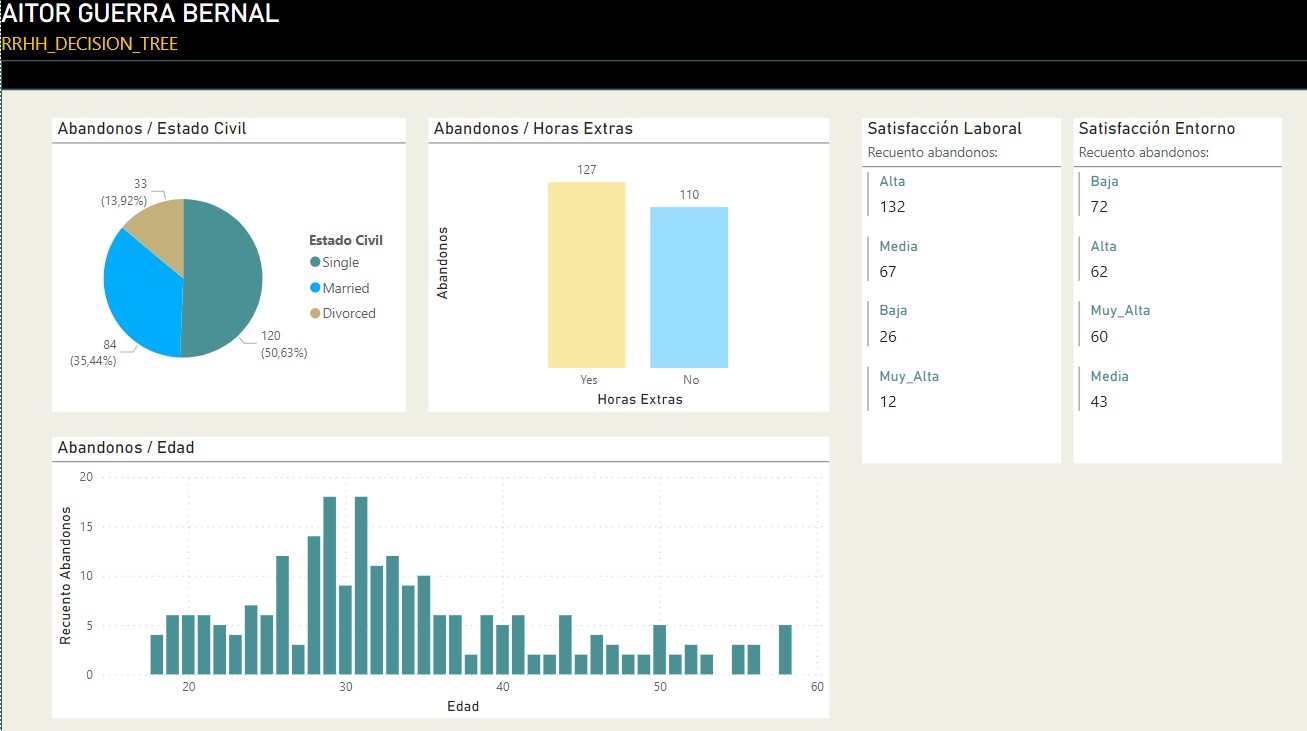 AITOR GUERRA BERNAL
RRHH_DECISION_TREE
Abandonos / Estado Civil
33
(13,92%)
84
(35,44%)
120
(50,63%)
Estado Civil
Single
Married
Divorced
Abandonos / Horas Extras
Abandonos
127
110
Yes
No
Horas Extras
Satisfacción Laboral
Recuento abandonos:
Alta
132
Media
67
Baja
26
Muy_Alta
12
Satisfacción Entorno
Recuento abandonos:
Baja
72
Alta
62
Muy_Alta
60
Media
43
Abandonos / Edad
Recuento Abandonos
20
15
10
5
0
20
30
40
50
60
Edad